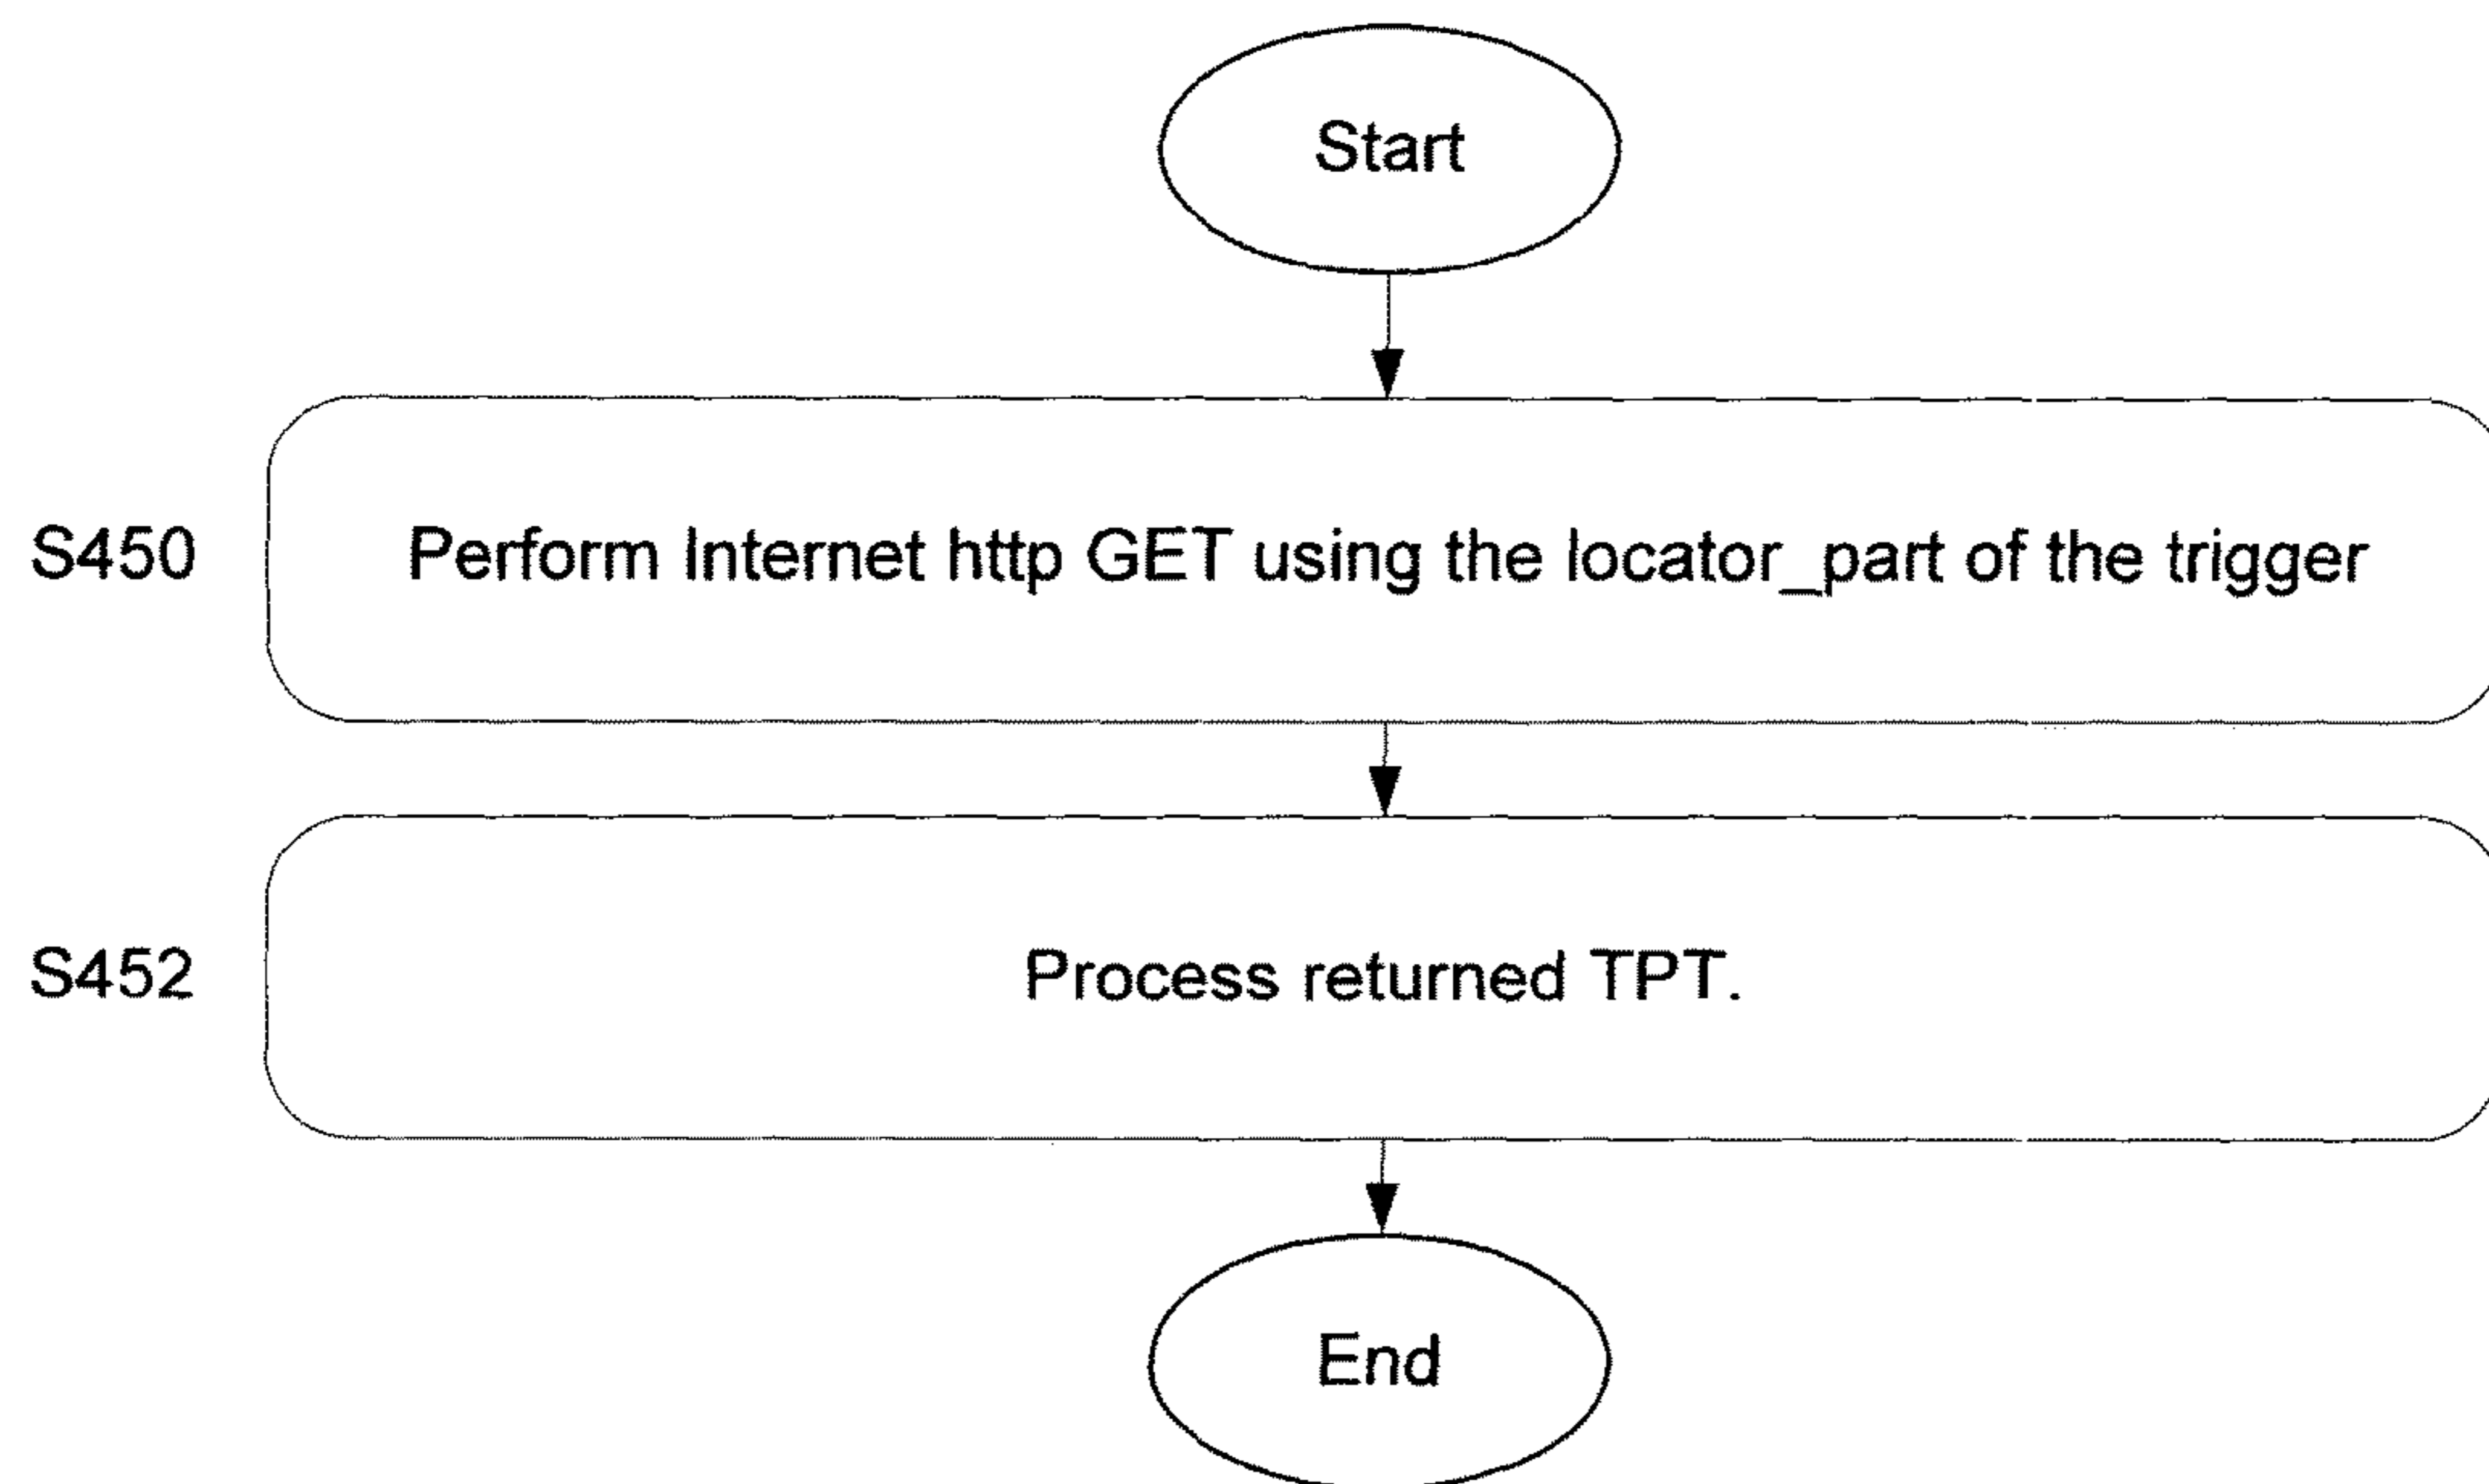 Start
S450
Perform Internet http GET using the locator_part of the trigger
S452
Process returned TPT.
End